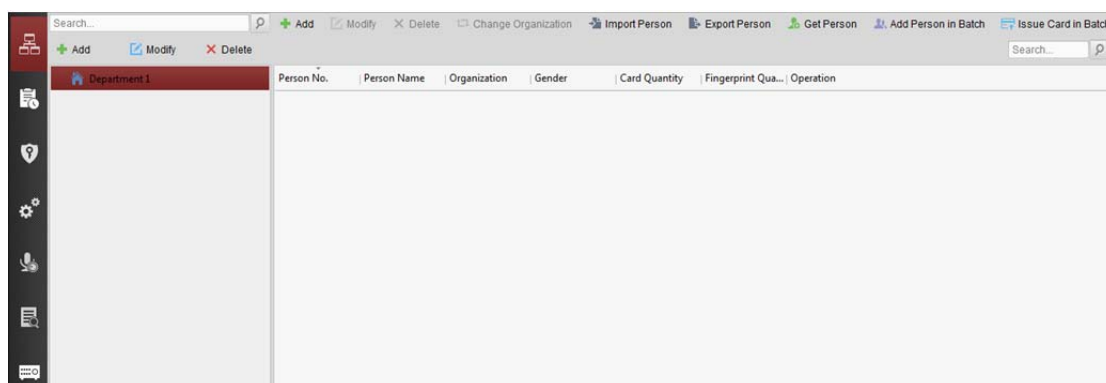 Search... Add Modify Delete Change Organization Import Person Export Person Get Person Add Person in Batch Issue Card in Batch
Add Modify Delete Search...
Department 1 Person No. Person Name Organization Gender Card Quantity Fingerprint Qua... Operation